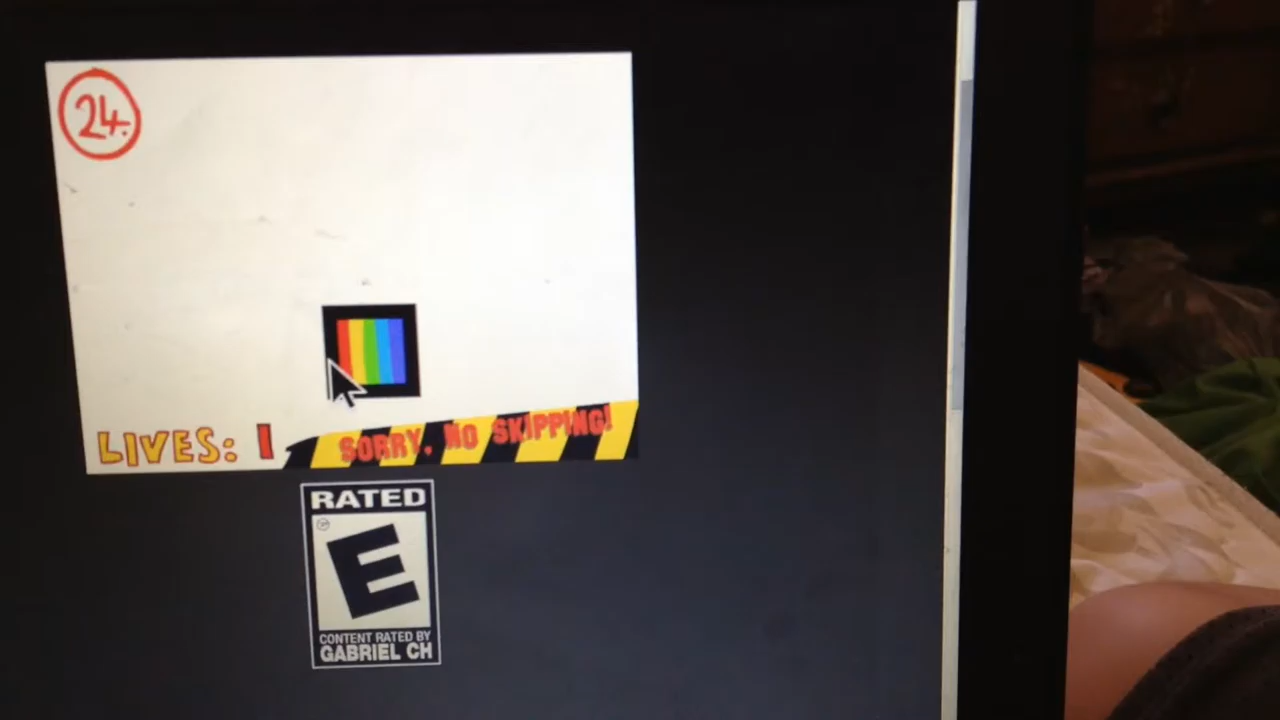 24.
LIVES: 1
SORRY, NO SKIPPING!
RATED
E
CONTENT RATED BY
GABRIEL CH